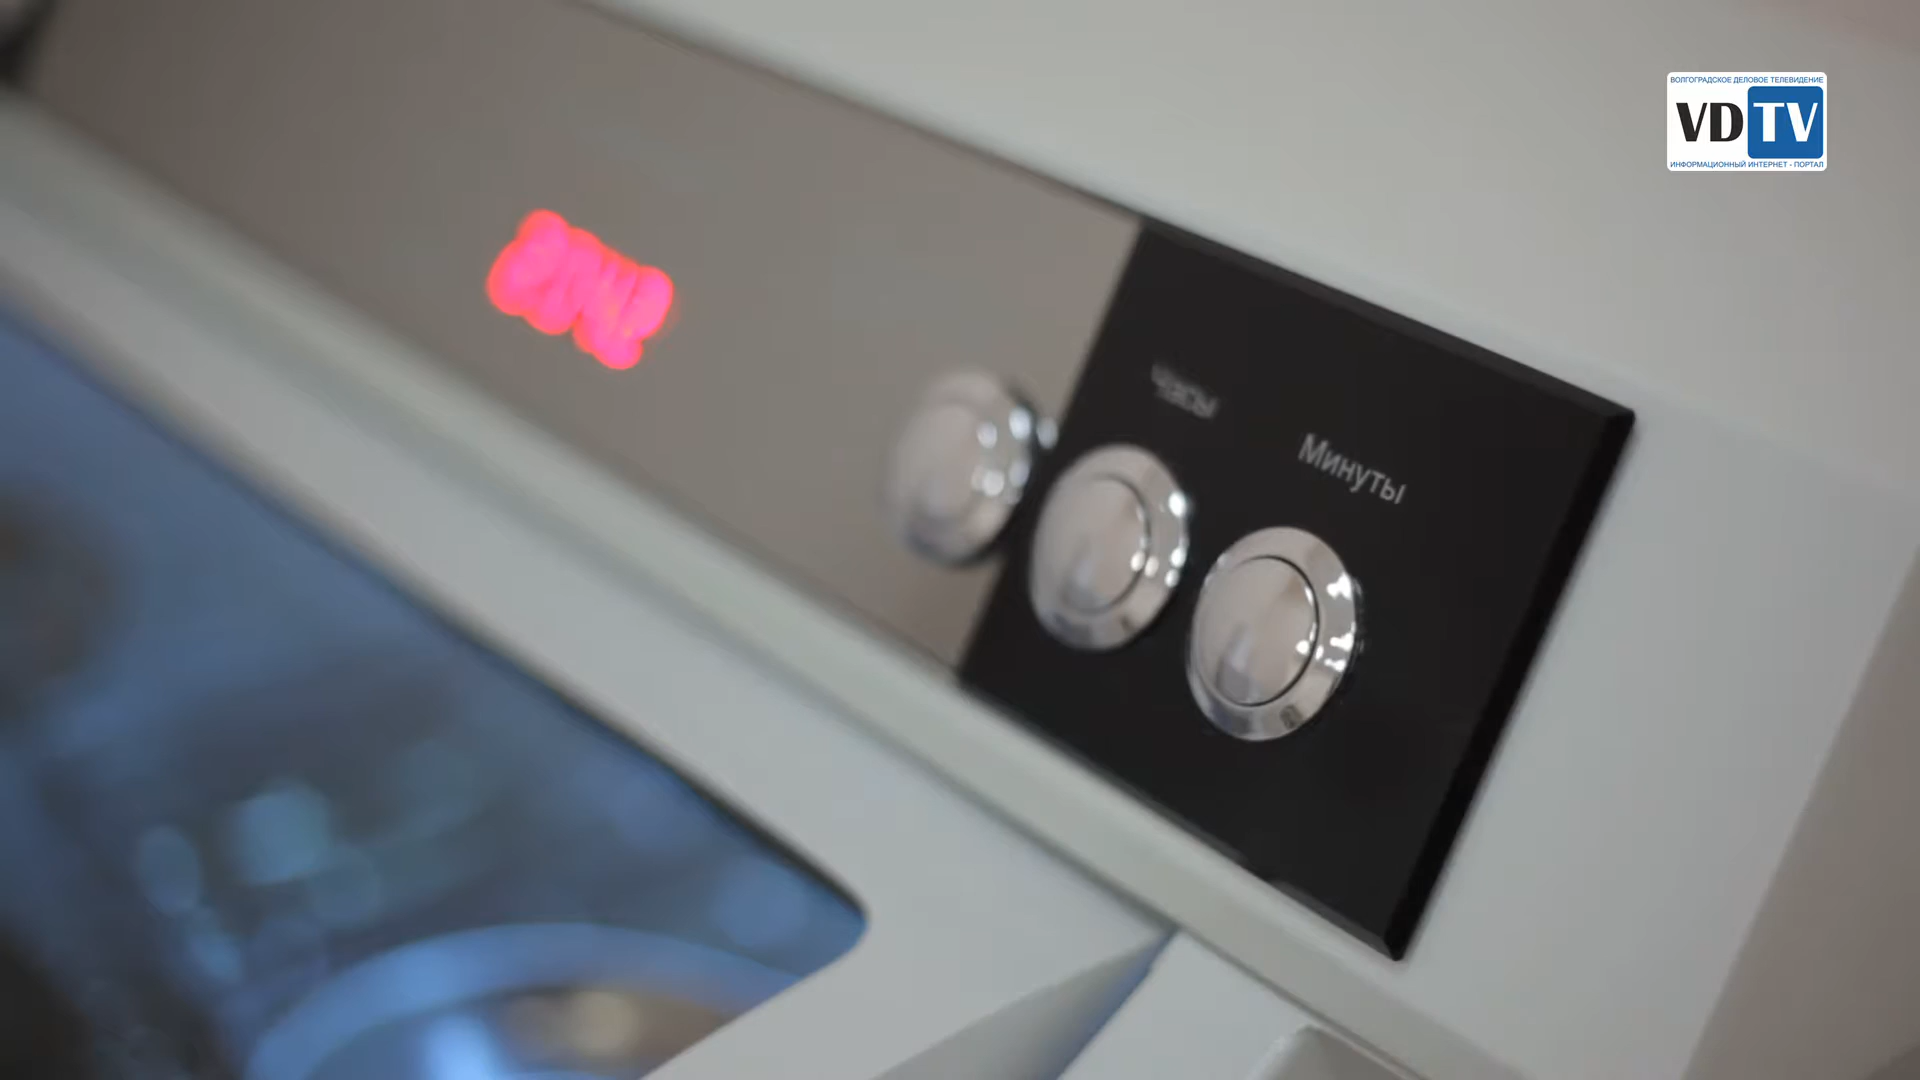 ВОЛГОГРАДСКОЕ ДЕЛОВОЕ ТЕЛЕВИДЕНИЕ
VDTV
ИНФОРМАЦИОННЫЙ ИНТЕРНЕТ - ПОРТАЛ
Часы
Минуты